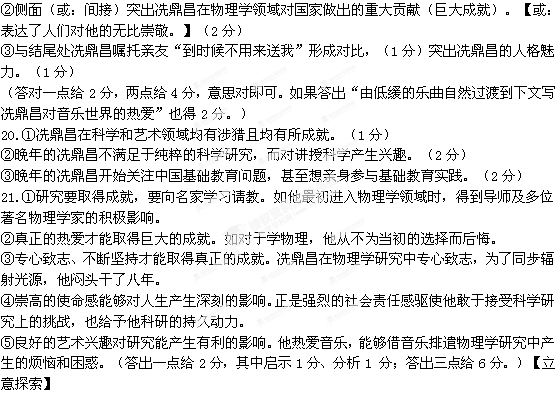 ②侧面（或：间接）突出冼鼎昌在物理学领域对国家做出的重大贡献（巨大成就）。【或：
表达了人们对他的无比崇敬。】（2分）
③与结尾处冼鼎昌嘱托亲友“到时候不用来送我”形成对比，（1分）突出冼鼎昌的人格魅
力。（1分）
（答对一点给2分，两点给4分，意思对即可。如果答出“由低缓的乐曲自然过渡到下文写
冼鼎昌对音乐世界的热爱”也得2分。）
20.①冼鼎昌在科学和艺术领域均有涉猎且均有所成就。（1分）
②晚年的冼鼎昌不满足于纯粹的科学研究，而对讲授科学产生兴趣。（2分）
③晚年的冼鼎昌开始关注中国基础教育问题，甚至想亲身参与基础教育实践。（2分）
21.①研究要取得成就，要向名家学习请教。如他最初进入物理学领域时，得到导师及多位
著名物理学家的积极影响。
②真正的热爱才能取得巨大的成就。如对于学物理，他从不为当初的选择而后悔。
③专心致志、不断坚持才能取得真正的成就。冼鼎昌在物理学研究中专心致志，为了同步辐
射光源，他闷头干了八年。
④崇高的使命感能够对人生产生深刻的影响。正是强烈的社会责任感驱使他敢于接受科学研
究上的挑战，也给予他科研的持久动力。
⑤良好的艺术兴趣对研究能产生有利的影响。他热爱音乐，能够借音乐排遣物理学研究中产
生的烦恼和困惑。（答出一点给2分，其中启示1分、分析1 分；答出三点给6分。）【立
意探索】